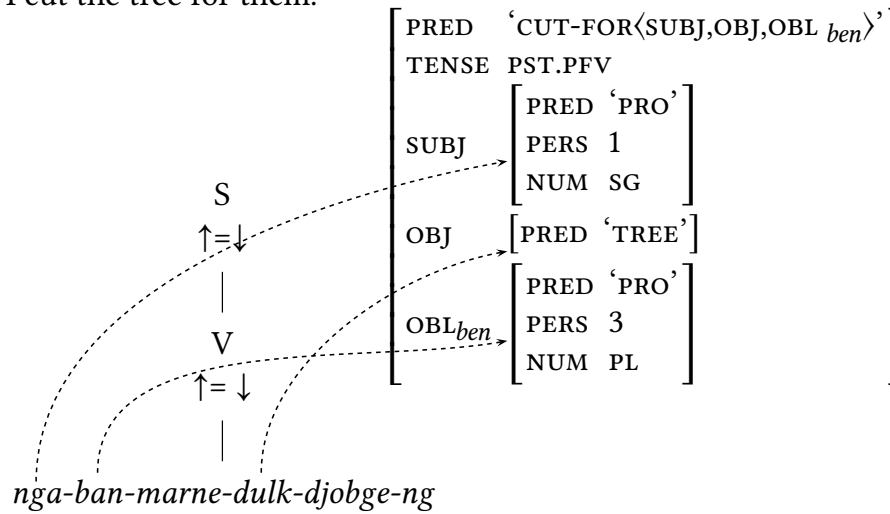 I cut the tree for them.
PRED ‘CUT-FOR⟨SUBJ,OBJ,OBL ben⟩’
TENSE PST.PFV
SUBJ [PRED ‘PRO’
PERS 1
NUM SG]
OBJ [PRED ‘TREE’]
OBLben [PRED ‘PRO’
PERS 3
NUM PL]
S
↑=↓
V
↑=↓
nga-ban-marne-dulk-djobge-ng